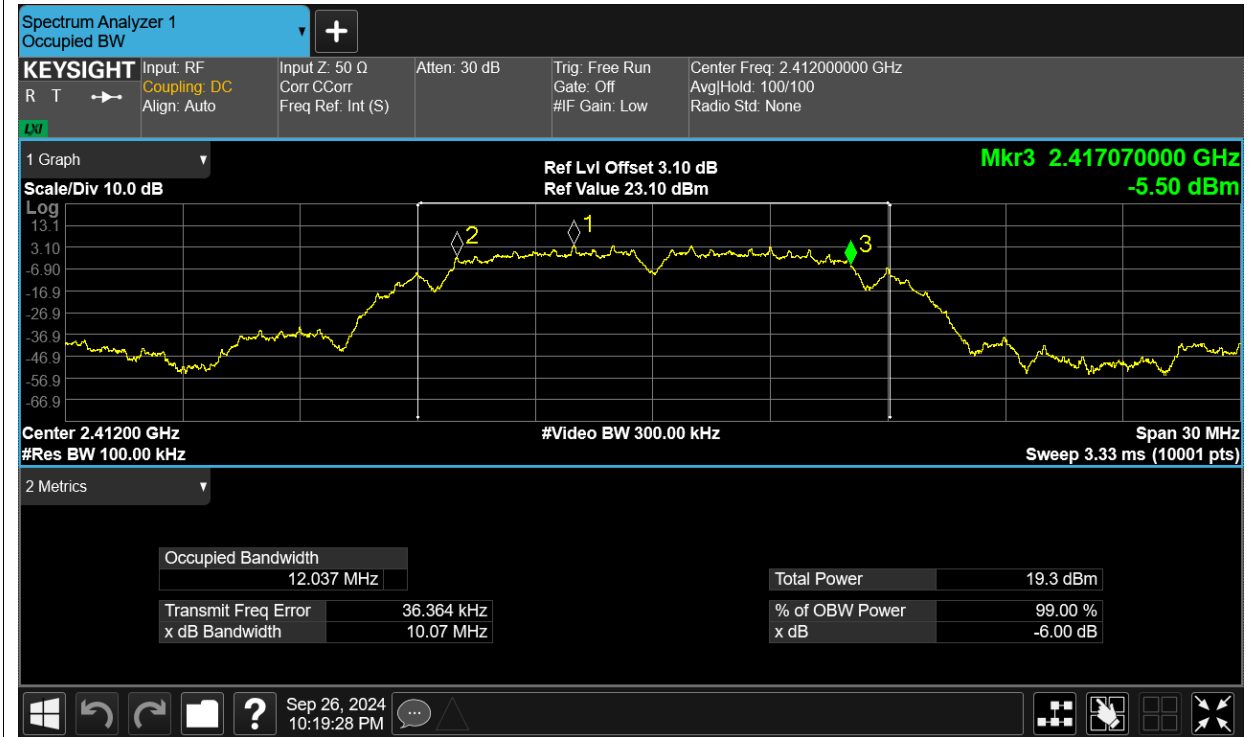 Spectrum Analyzer 1
Occupied BW
KEYSIGHT
R T
LXI
Input: RF
Coupling: DC
Align: Auto
Input Z: 50 Ω
Corr CCorr
Freq Ref: Int (S)
Atten: 30 dB
Trig: Free Run
Gate: Off
#IF Gain: Low
Center Freq: 2.412000000 GHz
Avg|Hold: 100/100
Radio Std: None
1 Graph
Scale/Div 10.0 dB
Ref Lvl Offset 3.10 dB
Ref Value 23.10 dBm
Mkr3 2.417070000 GHz
-5.50 dBm
Log
13.1
3.10
-6.90
-16.9
-26.9
-36.9
-46.9
-56.9
-66.9
2
1
3
Center 2.41200 GHz
#Res BW 100.00 kHz
#Video BW 300.00 kHz
Span 30 MHz
Sweep 3.33 ms (10001 pts)
2 Metrics
Occupied Bandwidth
12.037 MHz
Transmit Freq Error 36.364 kHz
x dB Bandwidth 10.07 MHz
Total Power 19.3 dBm
% of OBW Power 99.00 %
x dB -6.00 dB
?
Sep 26, 2024
10:19:28 PM